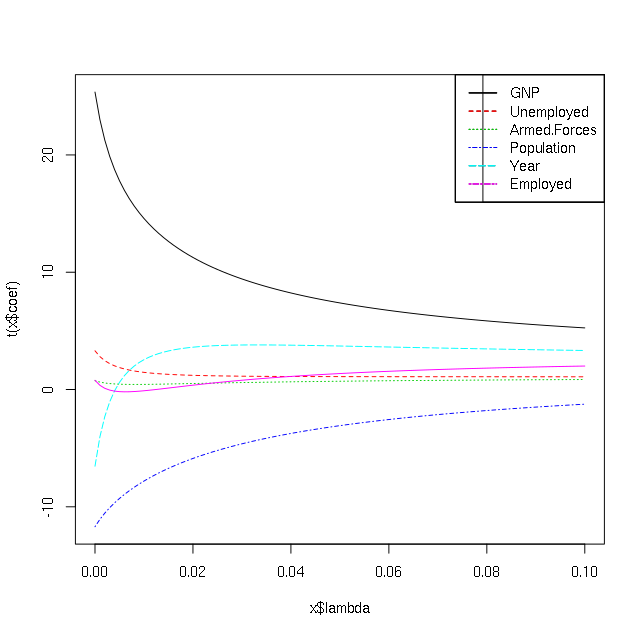 GNP
Unemployed
Armed.Forces
Population
Year
Employed
t(x$coef)
20
10
0
-10
0.00 0.02 0.04 0.06 0.08 0.10
x$lambda